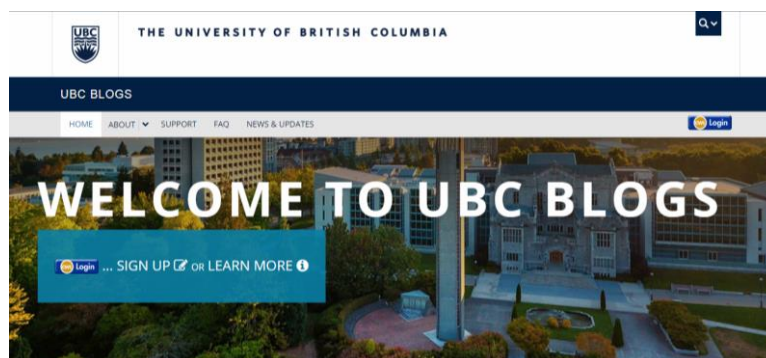 UBC
THE UNIVERSITY OF BRITISH COLUMBIA
UBC BLOGS
HOME ABOUT SUPPORT FAQ NEWS & UPDATES Login
WELCOME TO UBC BLOGS
Login ... SIGN UP OR LEARN MORE